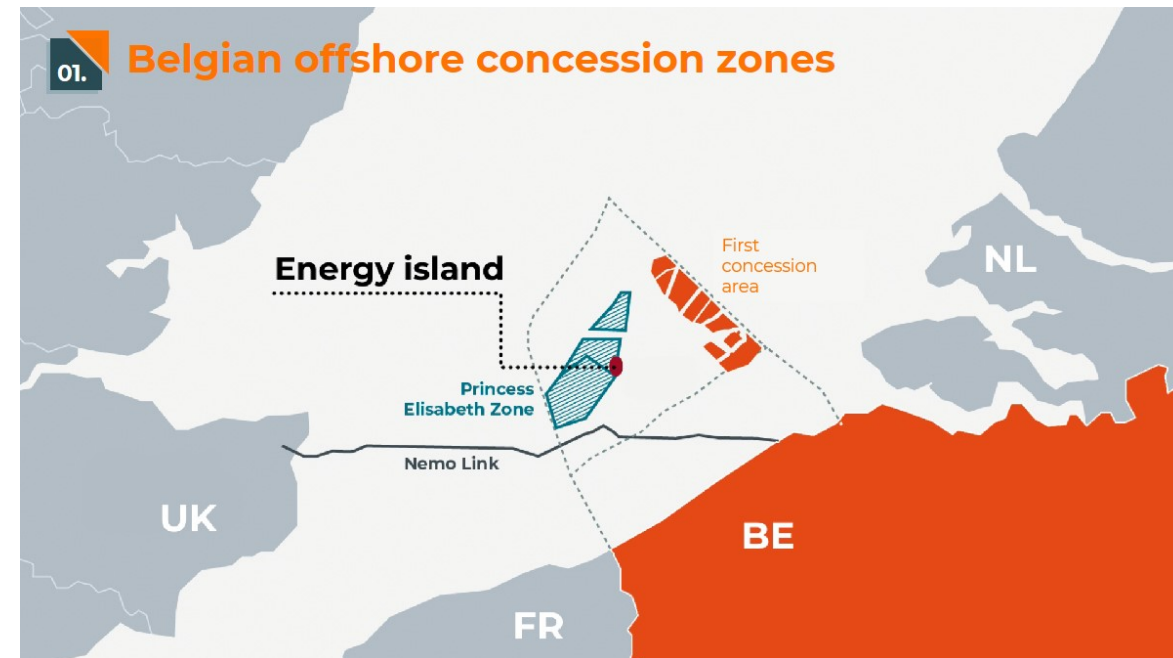 01.
Belgian offshore concession zones
First
concession
area
NL
Energy island
Princess
Elisabeth Zone
Nemo Link
UK
BE
FR